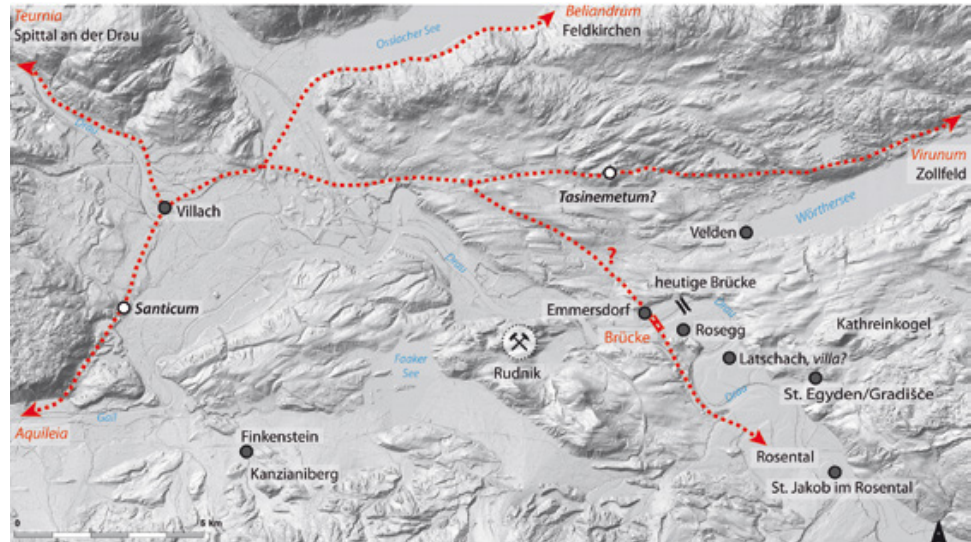 Teurnia
Spittal an der Drau
Beliandrum
Feldkirchen
Ossiacher See
Drau
Virunum
Zollfeld
Tasinemetum?
Wörthersee
Villach
Velden
?
Drau
heutige Brücke
Santicum
Emmersdorf
Drau
Brücke
Rosegg
Kathreinkogel
Faaker
See
Rudnik
Latschach, villa?
St. Egyden/Gradišče
Drau
Gail
Aquileia
Finkenstein
Kanzianiberg
Rosental
St. Jakob im Rosental
0
5 km